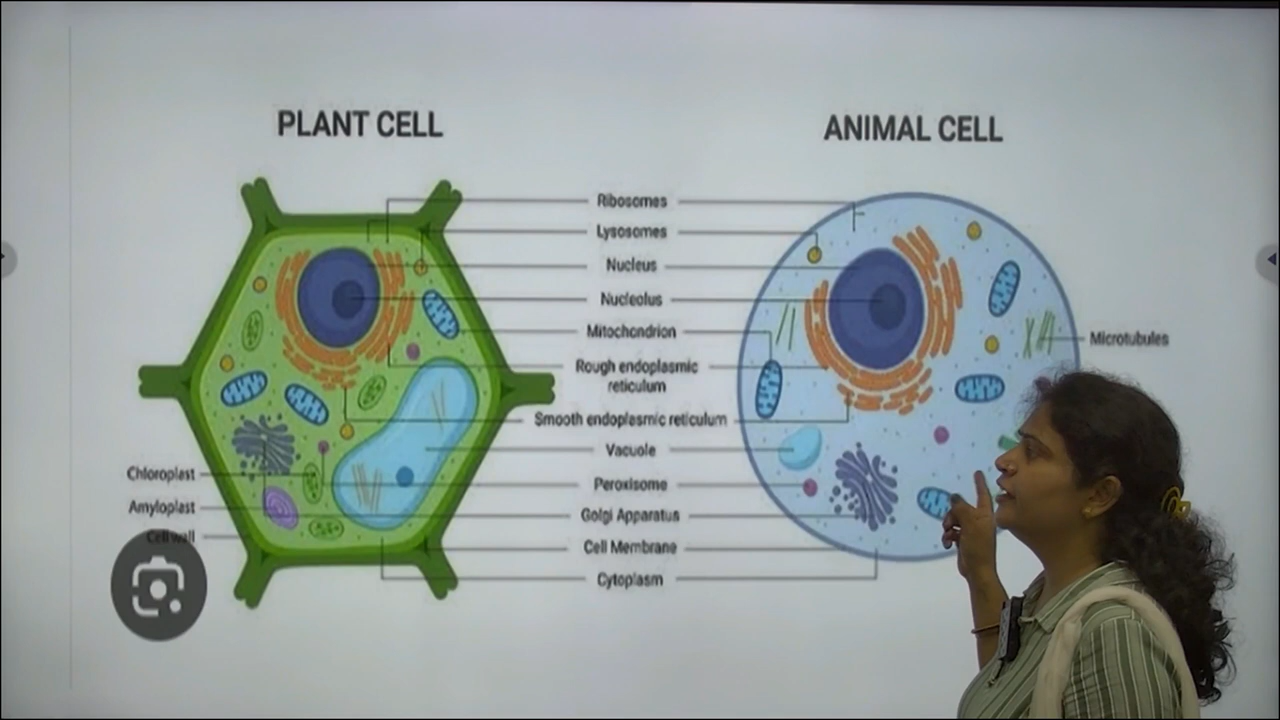 PLANT CELL
ANIMAL CELL
Ribosomes
Lysosomes
Nucleus
Nucleolus
Mitochondrion
Rough endoplasmic
reticulum
Smooth endoplasmic reticulum
Vacuole
Peroxisome
Golgi Apparatus
Cell Membrane
Cytoplasm
Chloroplast
Amyloplast
Cell wall
Microtubules